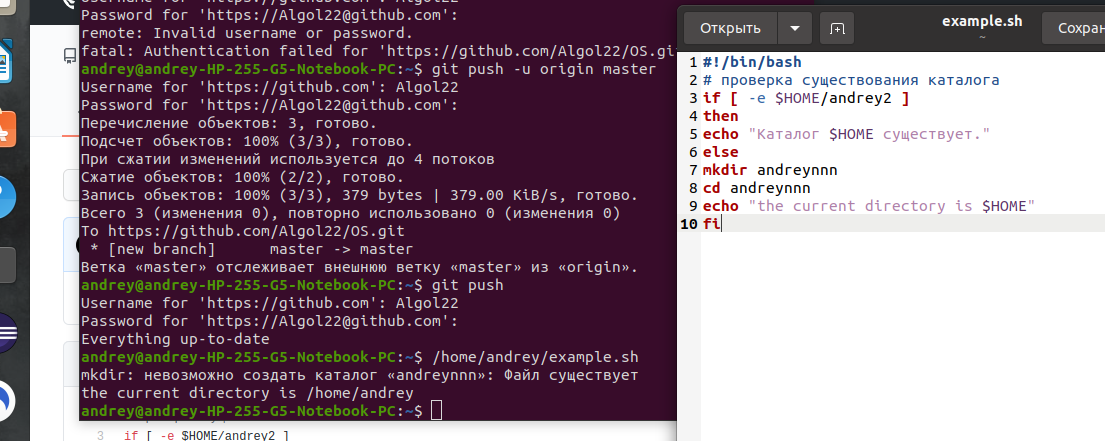 Username for 'https://github.com': Algol22
Password for 'https://Algol22@github.com':
remote: Invalid username or password.
fatal: Authentication failed for 'https://github.com/Algol22/OS.git
andrey@andrey-HP-255-G5-Notebook-PC:~$ git push -u origin master
Username for 'https://github.com': Algol22
Password for 'https://Algol22@github.com':
Перечисление объектов: 3, готово.
Подсчет объектов: 100% (3/3), готово.
При сжатии изменений используется до 4 потоков
Сжатие объектов: 100% (2/2), готово.
Запись объектов: 100% (3/3), 379 bytes | 379.00 KiB/s, готово.
Всего 3 (изменения 0), повторно использовано 0 (изменения 0)
To https://github.com/Algol22/OS.git
 * [new branch]      master -> master
Ветка «master» отслеживает внешнюю ветку «master» из «origin».
andrey@andrey-HP-255-G5-Notebook-PC:~$ git push
Username for 'https://github.com': Algol22
Password for 'https://Algol22@github.com':
Everything up-to-date
andrey@andrey-HP-255-G5-Notebook-PC:~$ /home/andrey/example.sh
mkdir: невозможно создать каталог «andreynnn»: Файл существует
the current directory is /home/andrey
andrey@andrey-HP-255-G5-Notebook-PC:~$
3 if [ -e $HOME/andrey2 ]
Открыть
example.sh
~
Сохран
1 #!/bin/bash
2 # проверка существования каталога
3 if [ -e $HOME/andrey2 ]
4 then
5 echo "Каталог $HOME существует."
6 else
7 mkdir andreynnn
8 cd andreynnn
9 echo "the current directory is $HOME"
10 fi